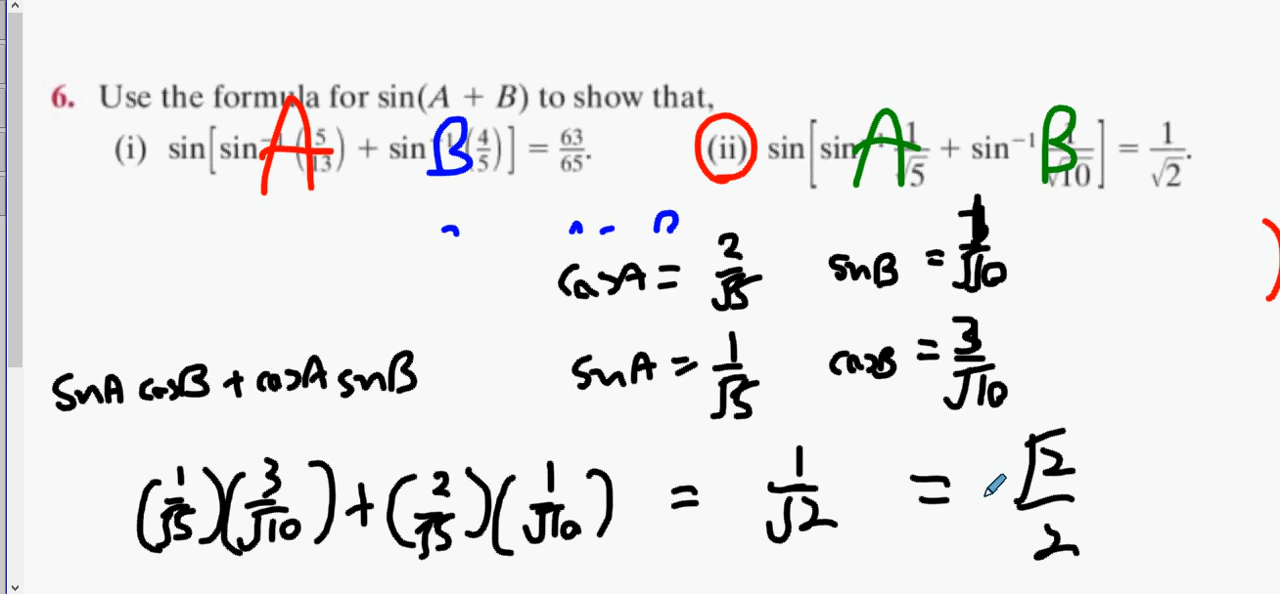 6. Use the formula for sin(A + B) to show that,
(i) sin[sin A (5/13) + sin B (4/5)] = 63/65. (ii) sin[sin A 1/√5 + sin⁻¹ B √10] = 1/√2.
cosA = 2/√5 sinB = 1/√10
sinA = 1/√5 cosB = 3/√10
sinA cosB + cosA sinB
(1/√5)(3/√10) + (2/√5)(1/√10) = 1/√2 = √2/2